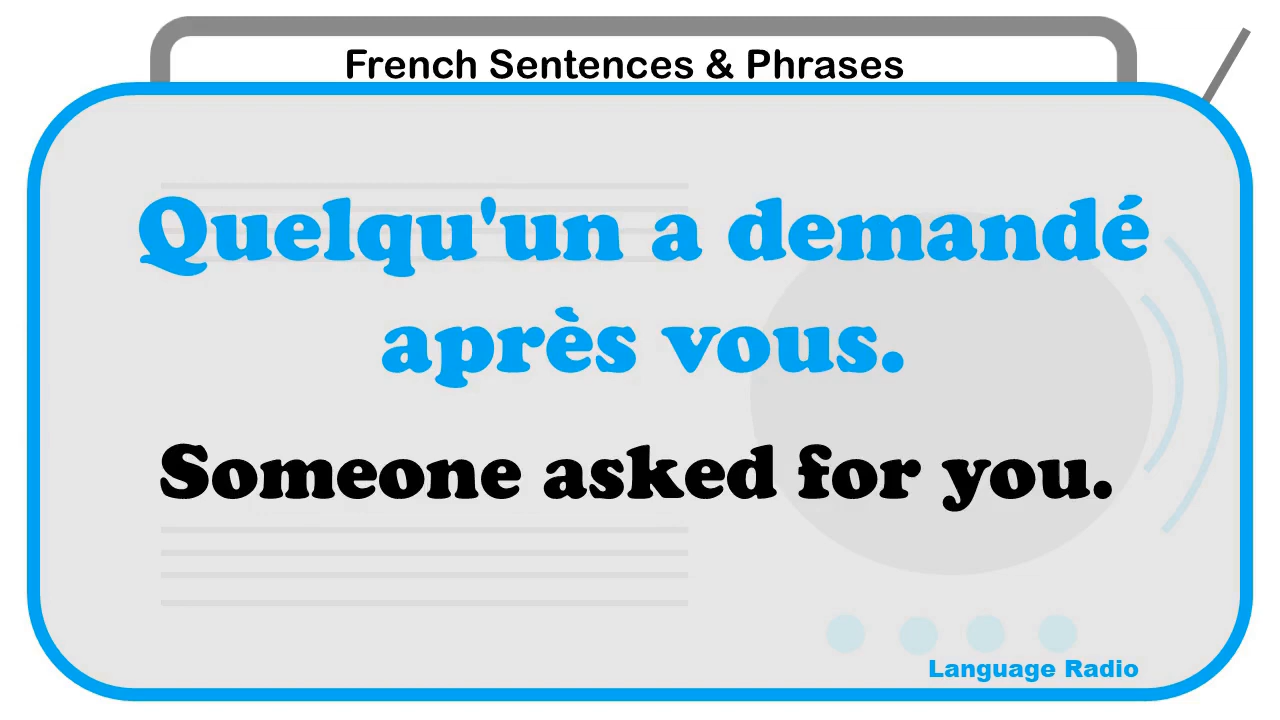 French Sentences & Phrases
Quelqu'un a demandé
après vous.
Someone asked for you.
Language Radio